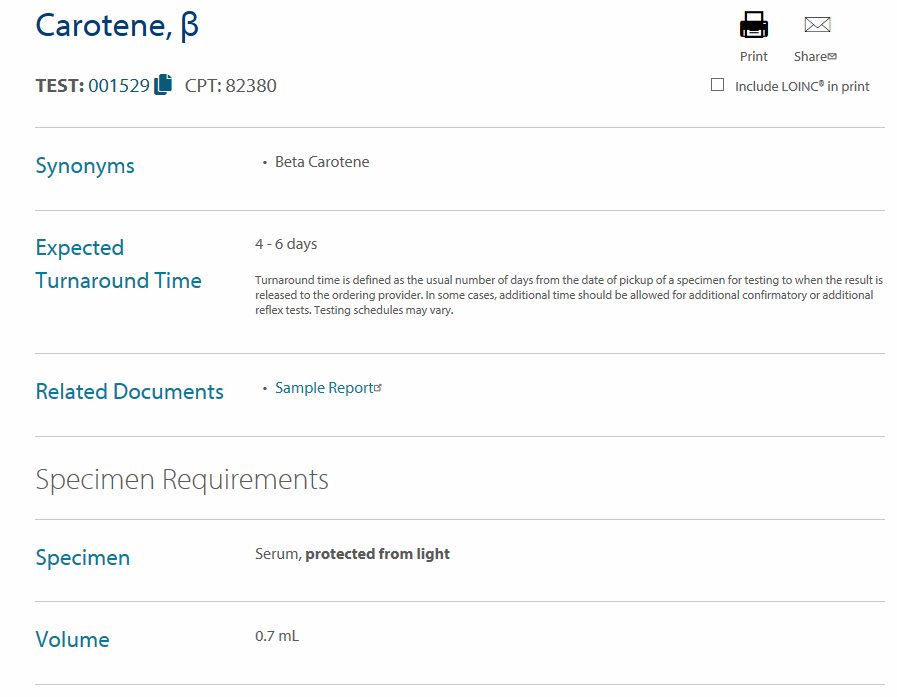 Carotene, β
Print
Share
TEST: 001529 CPT: 82380
Include LOINC® in print
Synonyms
• Beta Carotene
Expected
Turnaround Time
4 - 6 days
Turnaround time is defined as the usual number of days from the date of pickup of a specimen for testing to when the result is
released to the ordering provider. In some cases, additional time should be allowed for additional confirmatory or additional
reflex tests. Testing schedules may vary.
Related Documents
• Sample Report
Specimen Requirements
Specimen
Serum, protected from light
Volume
0.7 mL